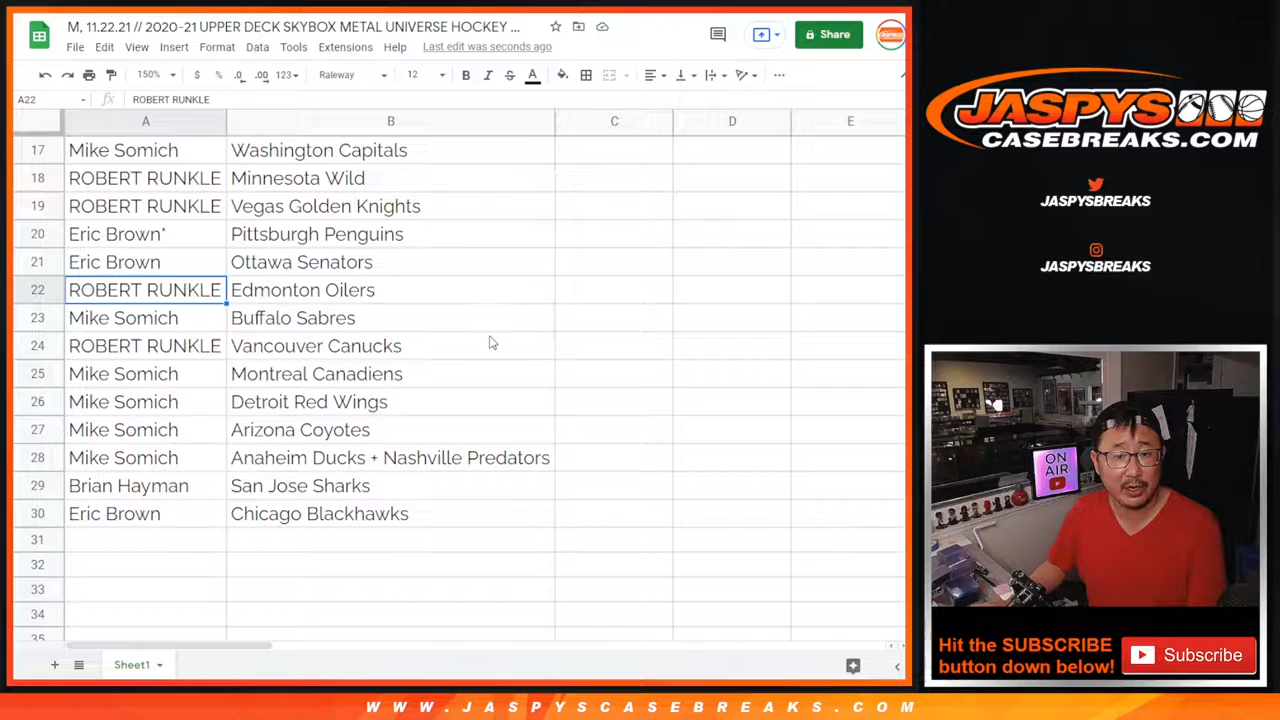 M, 11.22.21 // 2020-21 UPPER DECK SKYBOX METAL UNIVERSE HOCKEY ...
File Edit View Insert Format Data Tools Extensions Help Last edit was seconds ago
Share
150% $ % .0 .00 123 Raleway 12 B I S A
A22 fx ROBERT RUNKLE
A B C D E
17 Mike Somich Washington Capitals
18 ROBERT RUNKLE Minnesota Wild
19 ROBERT RUNKLE Vegas Golden Knights
20 Eric Brown* Pittsburgh Penguins
21 Eric Brown Ottawa Senators
22 ROBERT RUNKLE Edmonton Oilers
23 Mike Somich Buffalo Sabres
24 ROBERT RUNKLE Vancouver Canucks
25 Mike Somich Montreal Canadiens
26 Mike Somich Detroit Red Wings
27 Mike Somich Arizona Coyotes
28 Mike Somich Anaheim Ducks + Nashville Predators
29 Brian Hayman San Jose Sharks
30 Eric Brown Chicago Blackhawks
31
32
33
34
35
Sheet1
JASPYS
CASEBREAKS.COM
JASPYSBREAKS
JASPYSBREAKS
ON
AIR
Hit the SUBSCRIBE
button down below!
Subscribe
WWW.JASPYSCASEBREAKS.COM